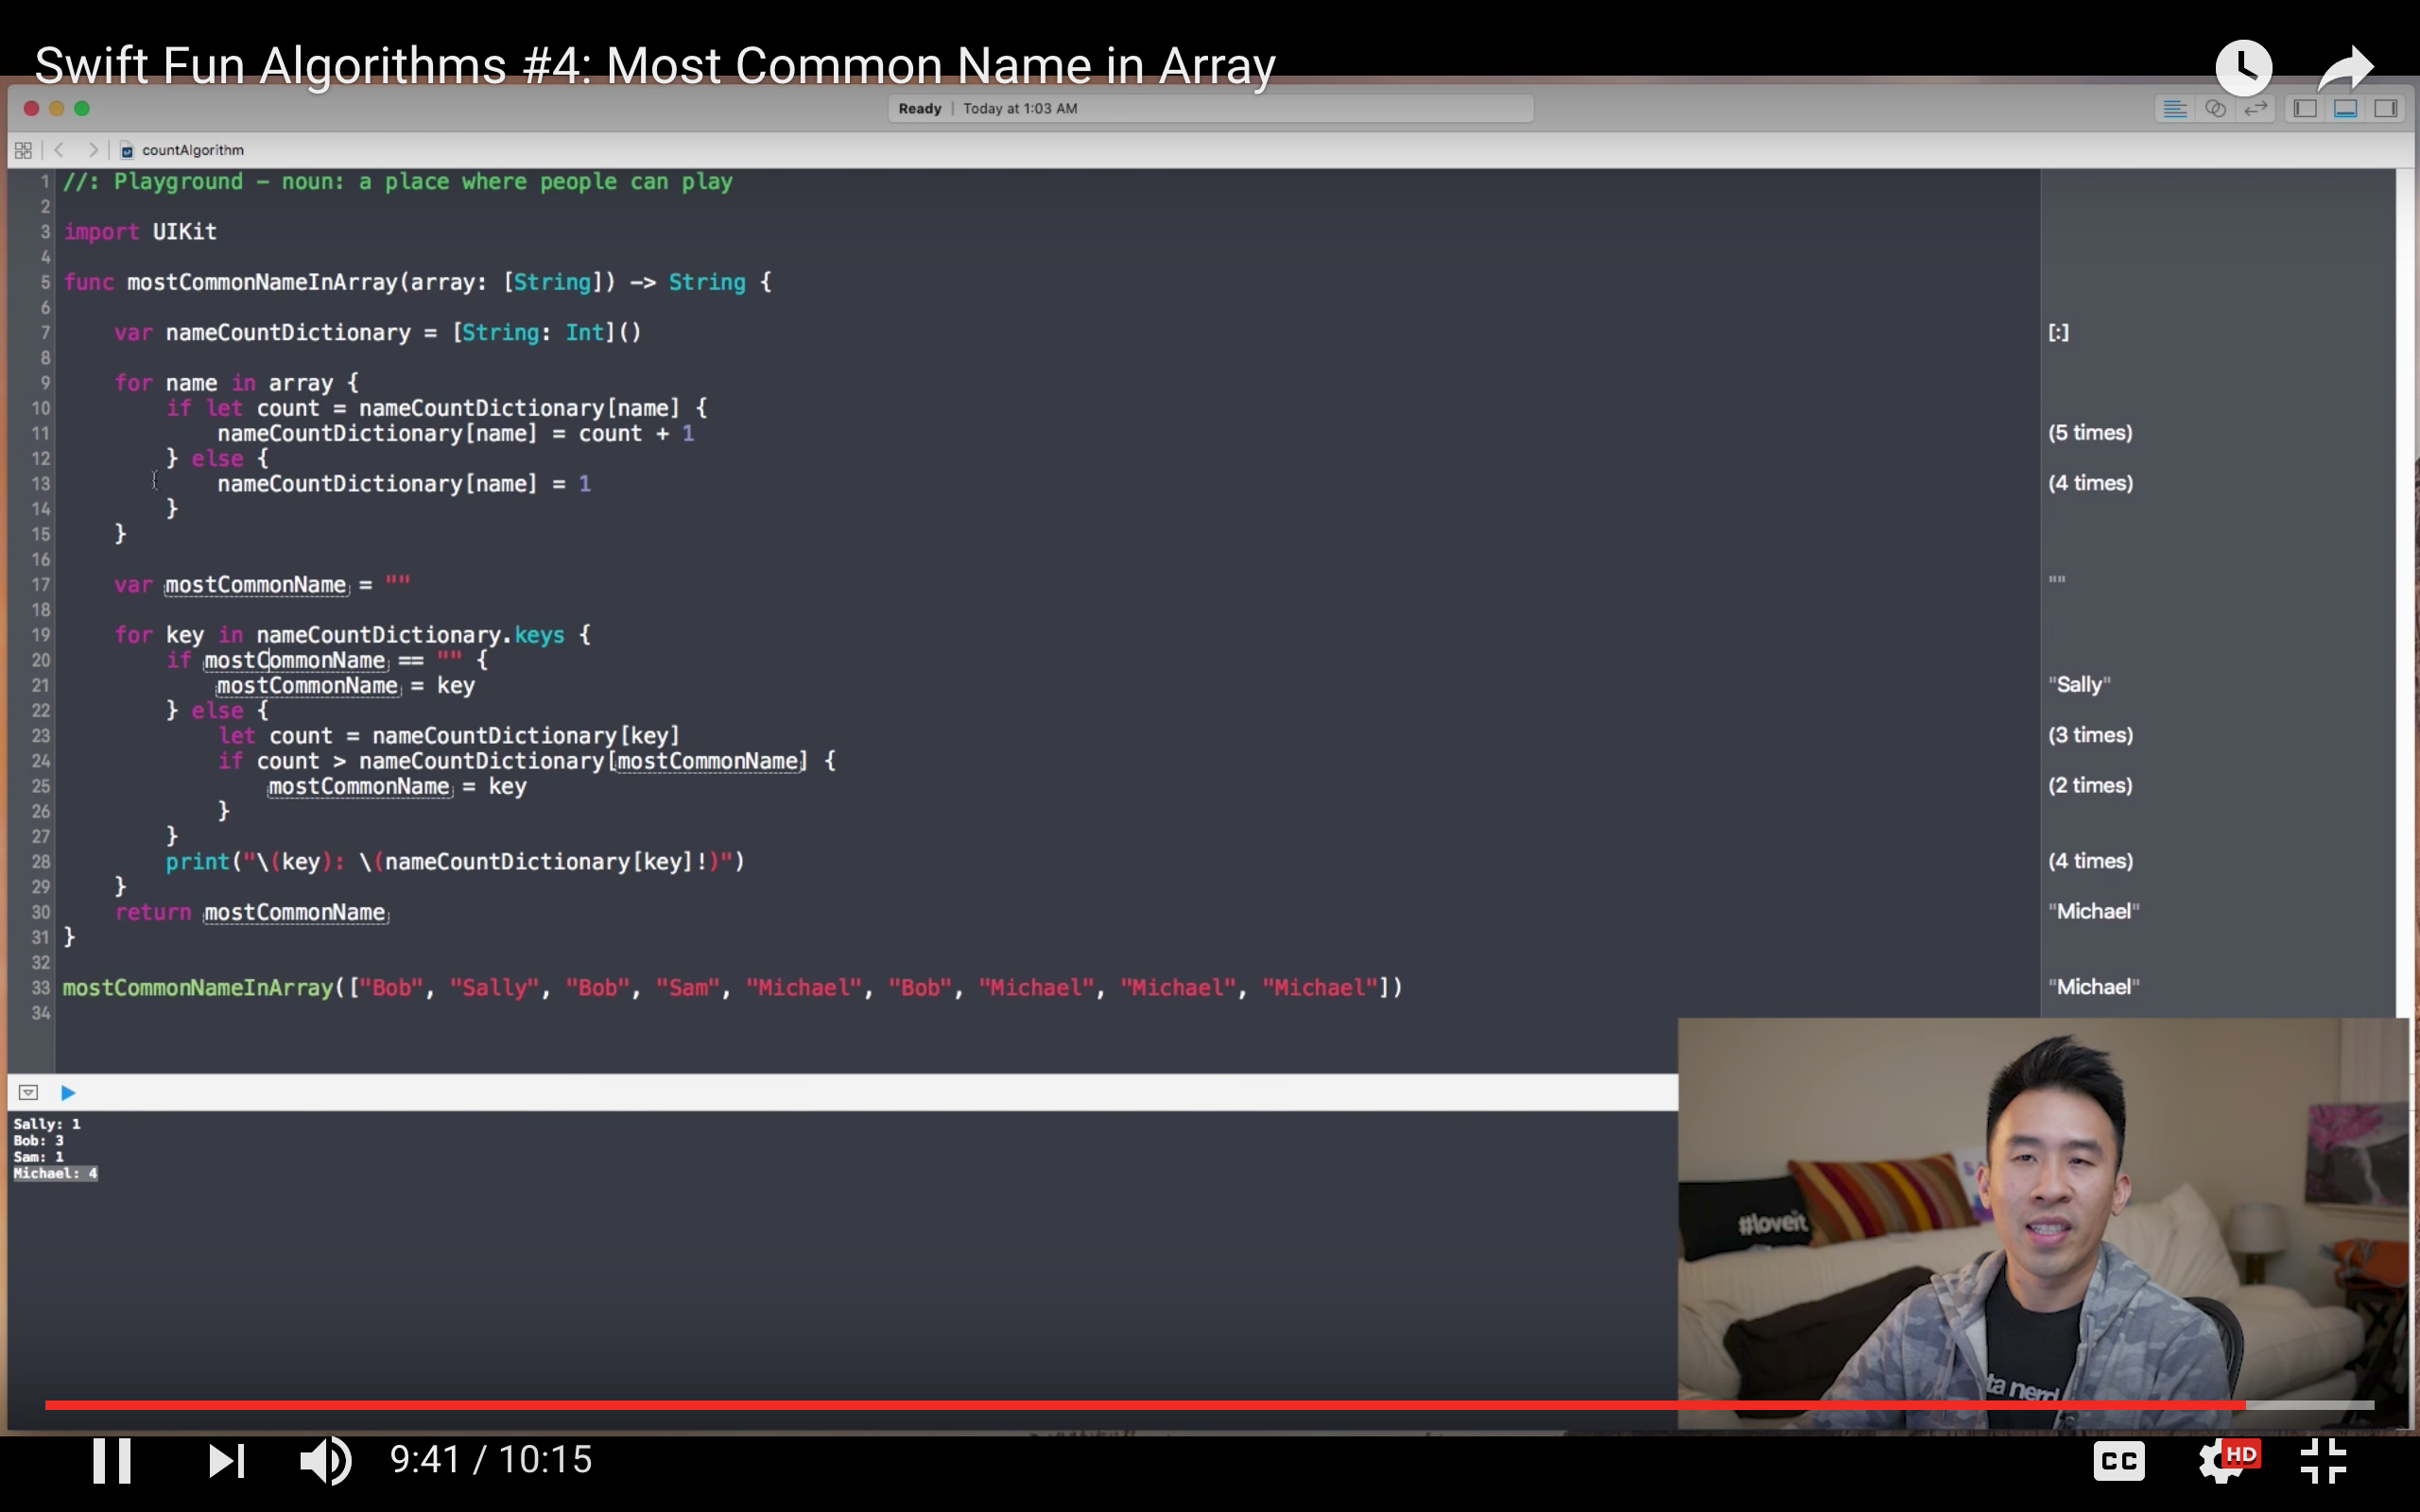 Swift Fun Algorithms #4: Most Common Name in Array
Ready | Today at 1:03 AM
countAlgorithm
1 //: Playground – noun: a place where people can play
2
3 import UIKit
4
5 func mostCommonNameInArray(array: [String]) -> String {
6
7 var nameCountDictionary = [String: Int]() [:]
8
9 for name in array {
10 if let count = nameCountDictionary[name] {
11 nameCountDictionary[name] = count + 1 (5 times)
12 } else {
13 nameCountDictionary[name] = 1 (4 times)
14 }
15 }
16
17 var mostCommonName = "" ""
18
19 for key in nameCountDictionary.keys {
20 if mostCommonName == "" {
21 mostCommonName = key "Sally"
22 } else {
23 let count = nameCountDictionary[key] (3 times)
24 if count > nameCountDictionary[mostCommonName] {
25 mostCommonName = key (2 times)
26 }
27 }
28 print("\(key): \(nameCountDictionary[key]!)") (4 times)
29 }
30 return mostCommonName "Michael"
31 }
32
33 mostCommonNameInArray(["Bob", "Sally", "Bob", "Sam", "Michael", "Bob", "Michael", "Michael", "Michael"]) "Michael"
34
Sally: 1
Bob: 3
Sam: 1
Michael: 4
#loveit
ta nerd
9:41 / 10:15
CC
HD